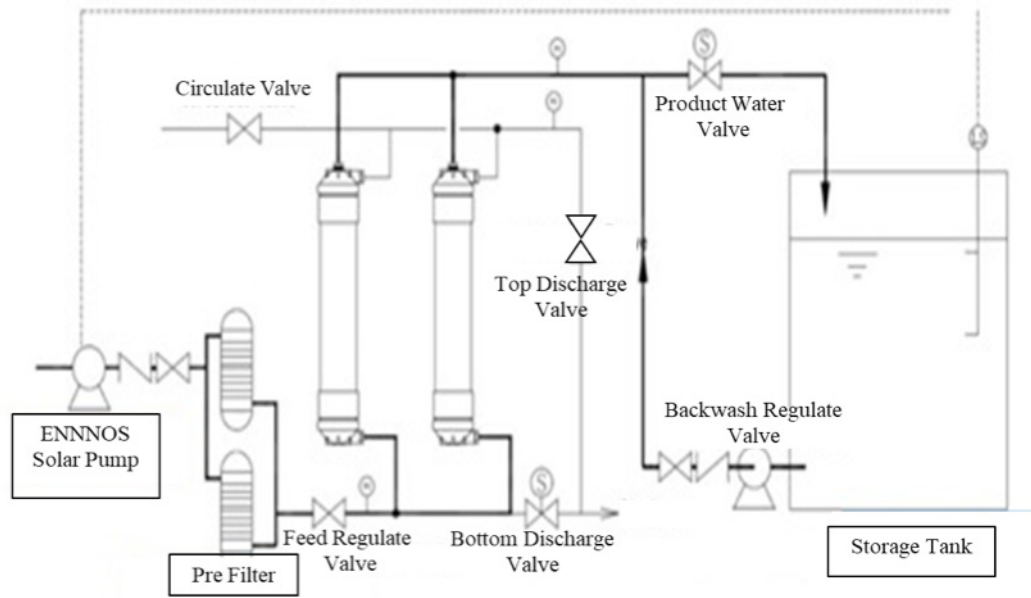 Circulate Valve
S
Product Water
Valve
Top Discharge
Valve
Backwash Regulate
Valve
ENNNOS
Solar Pump
S
Feed Regulate
Valve
Bottom Discharge
Valve
Pre Filter
Storage Tank